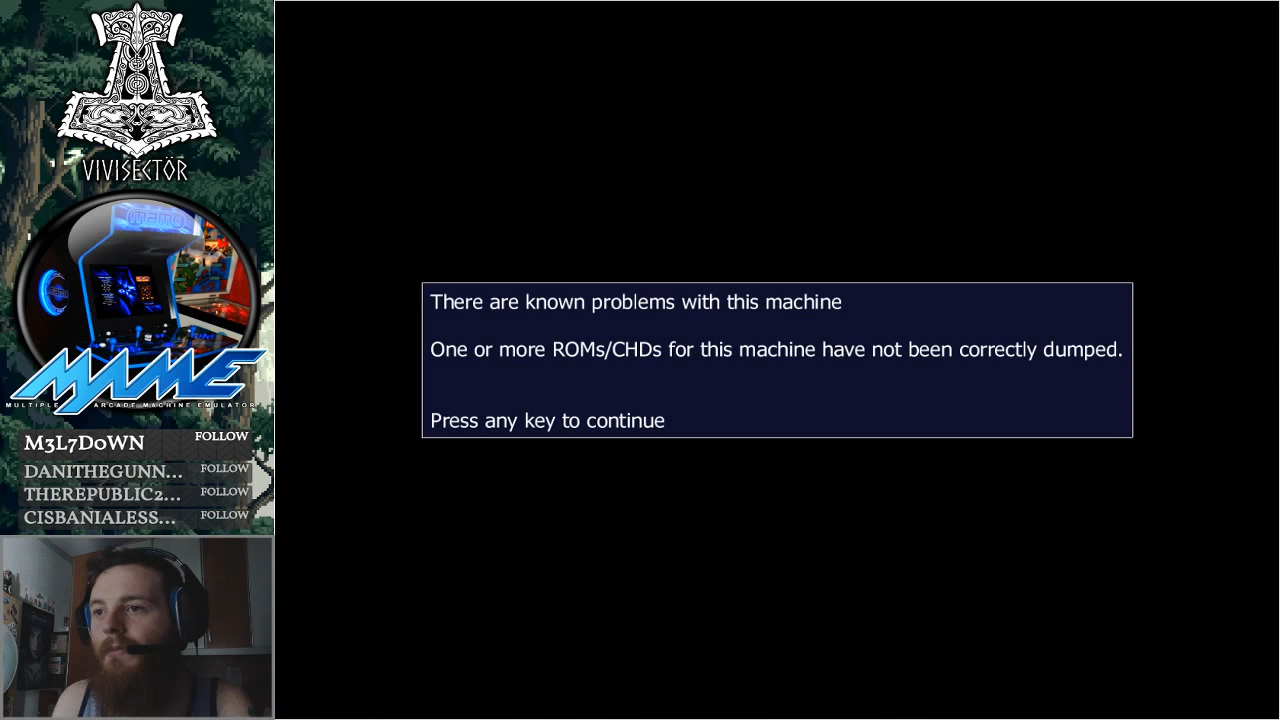 VIVISECTÖR
MAME
MULTIPLE ARCADE MACHINE EMULATOR
M3L7D0WN FOLLOW
DANITHEGUNN... FOLLOW
THEREPUBLIC2... FOLLOW
CISBANIALESS... FOLLOW
There are known problems with this machine
One or more ROMs/CHDs for this machine have not been correctly dumped.
Press any key to continue